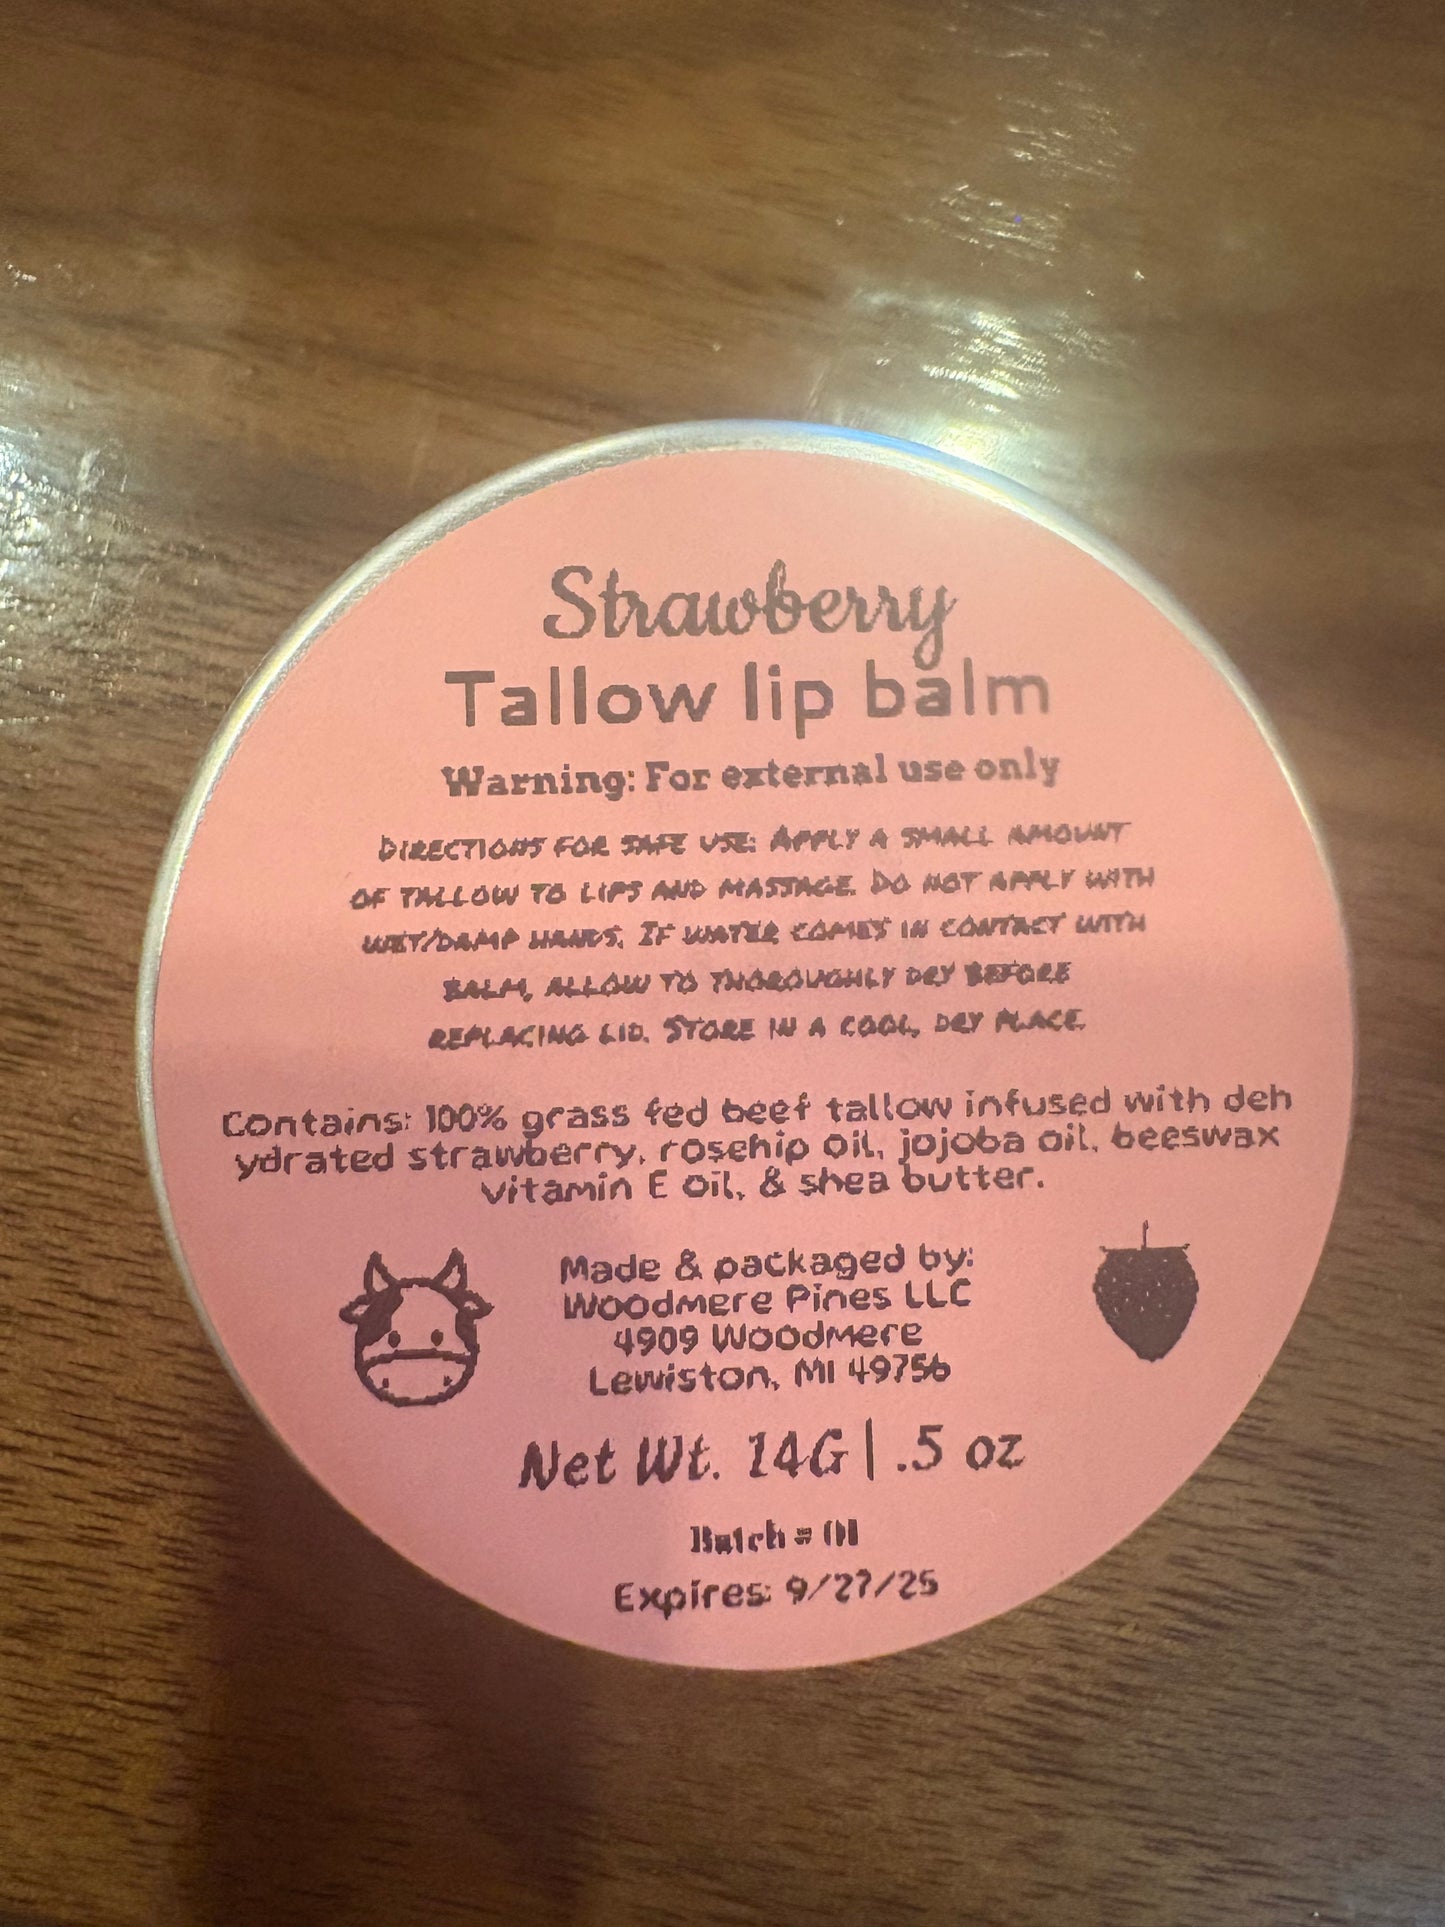 Strawberry
Tallow lip balm
Warning: For external use only
DIRECTIONS FOR SAFE USE: APPLY A SMALL AMOUNT
OF TALLOW TO LIPS AND MASSAGE. DO NOT APPLY WITH
WET/DAMP HANDS. IF WATER COMES IN CONTACT WITH
BALM, ALLOW TO THOROUGHLY DRY BEFORE
REPLACING LID. STORE IN A COOL, DRY PLACE.
Contains: 100% grass fed beef tallow infused with deh
ydrated strawberry, rosehip oil, jojoba oil, beeswax
vitamin E oil, & shea butter.
Made & packaged by:
Woodmere Pines LLC
4909 Woodmere
Lewiston, MI 49756
Net Wt. 14G | .5 oz
Batch # 01
Expires: 9/27/25